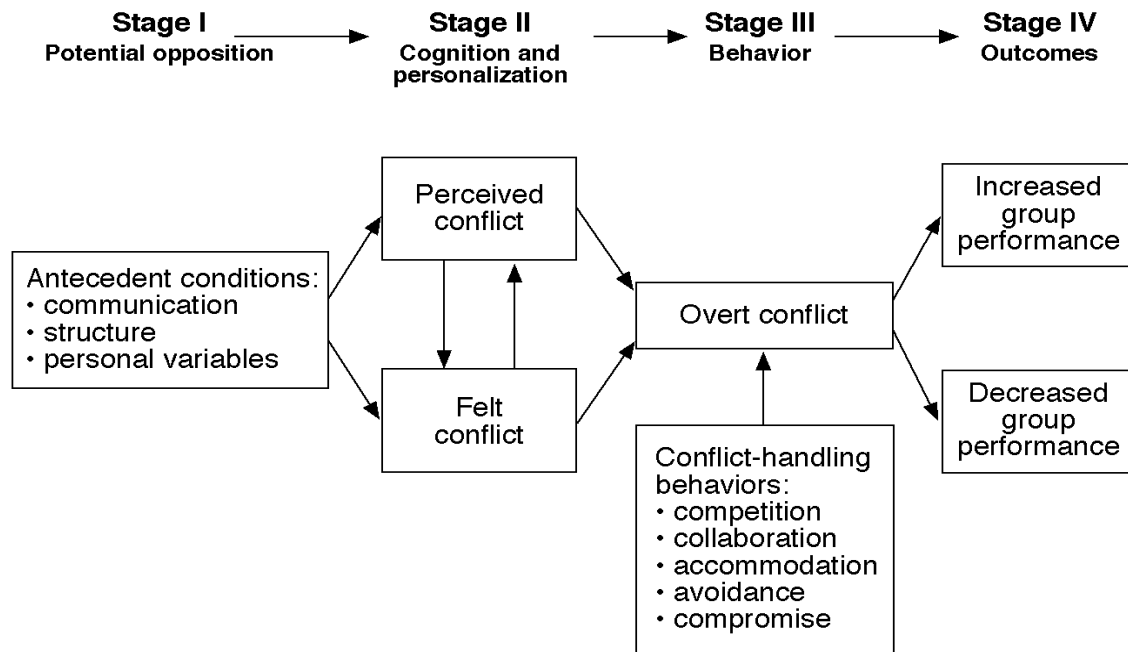 Stage I
Potential opposition
Stage II
Cognition and
personalization
Stage III
Behavior
Stage IV
Outcomes
Antecedent conditions:
• communication
• structure
• personal variables
Perceived
conflict
Felt
conflict
Overt conflict
Conflict-handling
behaviors:
• competition
• collaboration
• accommodation
• avoidance
• compromise
Increased
group
performance
Decreased
group
performance